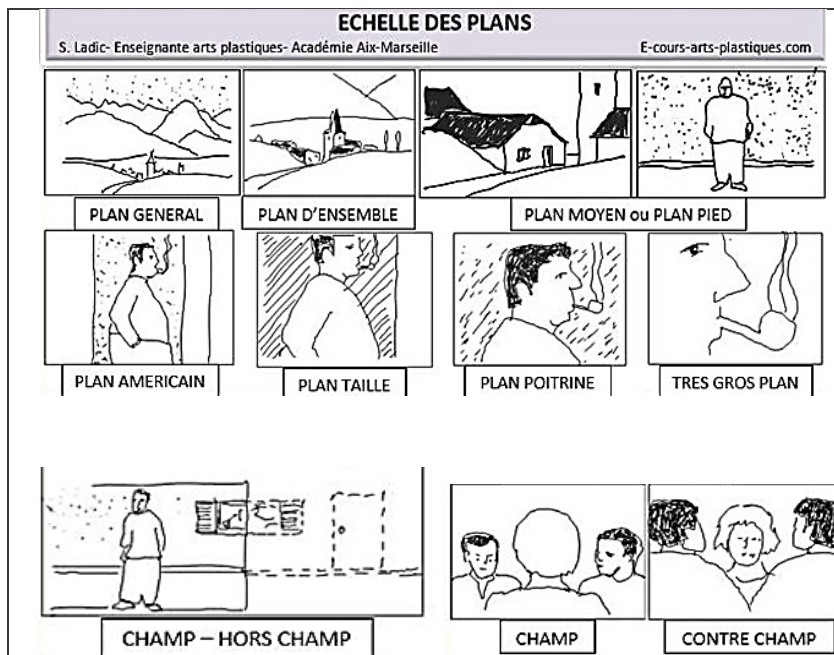 ECHELLE DES PLANS
S. Ladic- Enseignante arts plastiques- Académie Aix-Marseille E-cours-arts-plastiques.com
PLAN GENERAL
PLAN D'ENSEMBLE
PLAN MOYEN ou PLAN PIED
PLAN AMERICAIN
PLAN TAILLE
PLAN POITRINE
TRES GROS PLAN
CHAMP – HORS CHAMP
CHAMP
CONTRE CHAMP